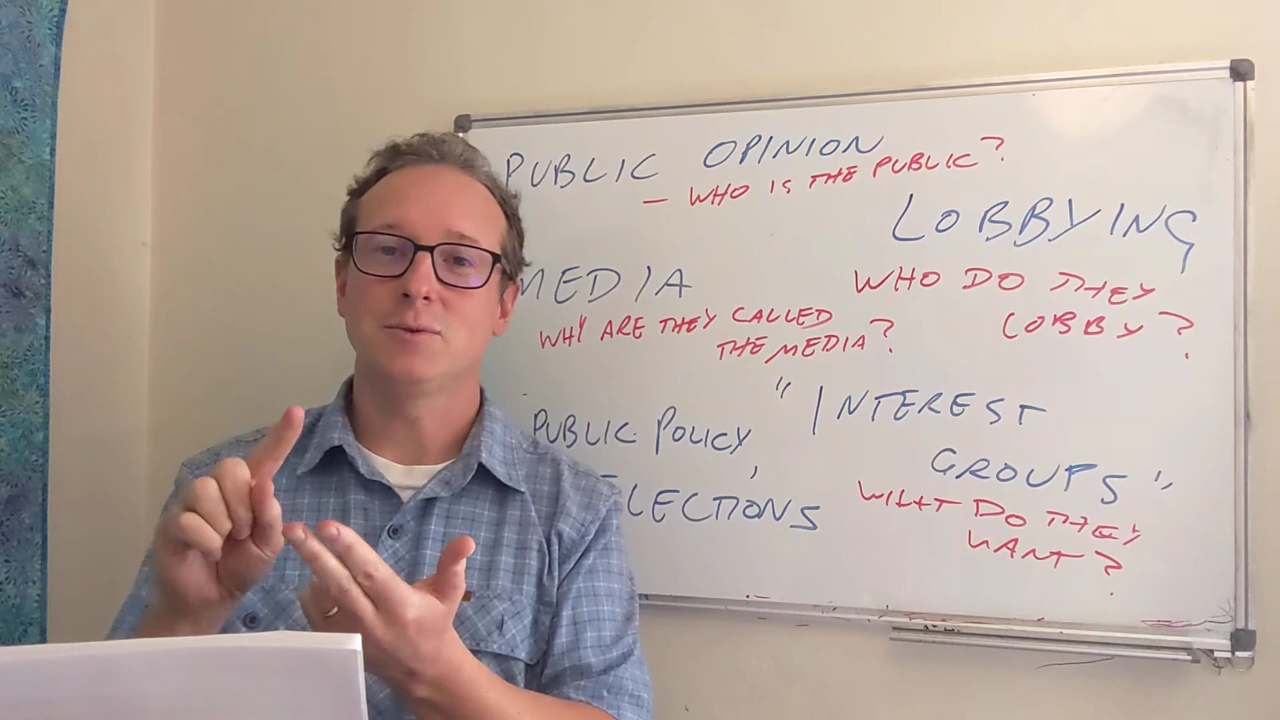 PUBLIC OPINION
— WHO IS THE PUBLIC?
LOBBYING
WHO DO THEY
LOBBY?
MEDIA
WHY ARE THEY CALLED
THE MEDIA?
"INTEREST
GROUPS"
WHAT DO THEY
WANT?
PUBLIC POLICY
ELECTIONS